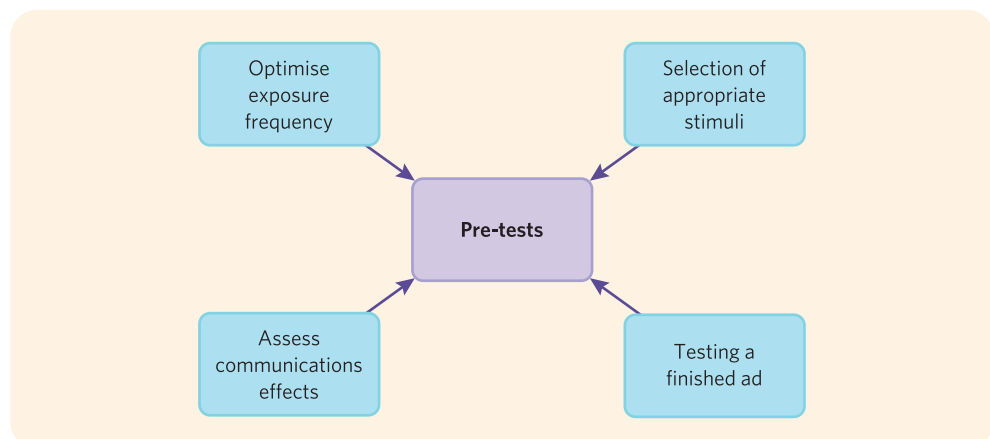 Optimise
exposure
frequency
Selection of
appropriate
stimuli
Pre-tests
Assess
communications
effects
Testing a
finished ad